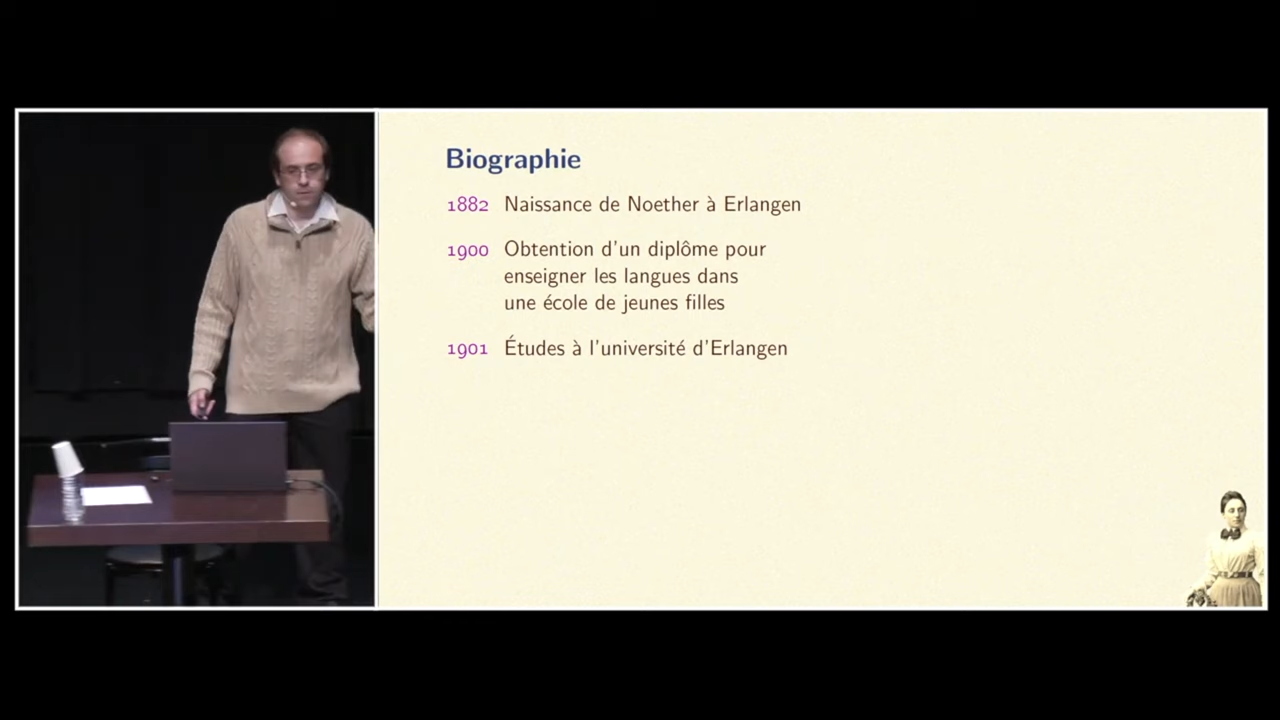 Biographie
1882 Naissance de Noether à Erlangen
1900 Obtention d'un diplôme pour
enseigner les langues dans
une école de jeunes filles
1901 Études à l'université d'Erlangen